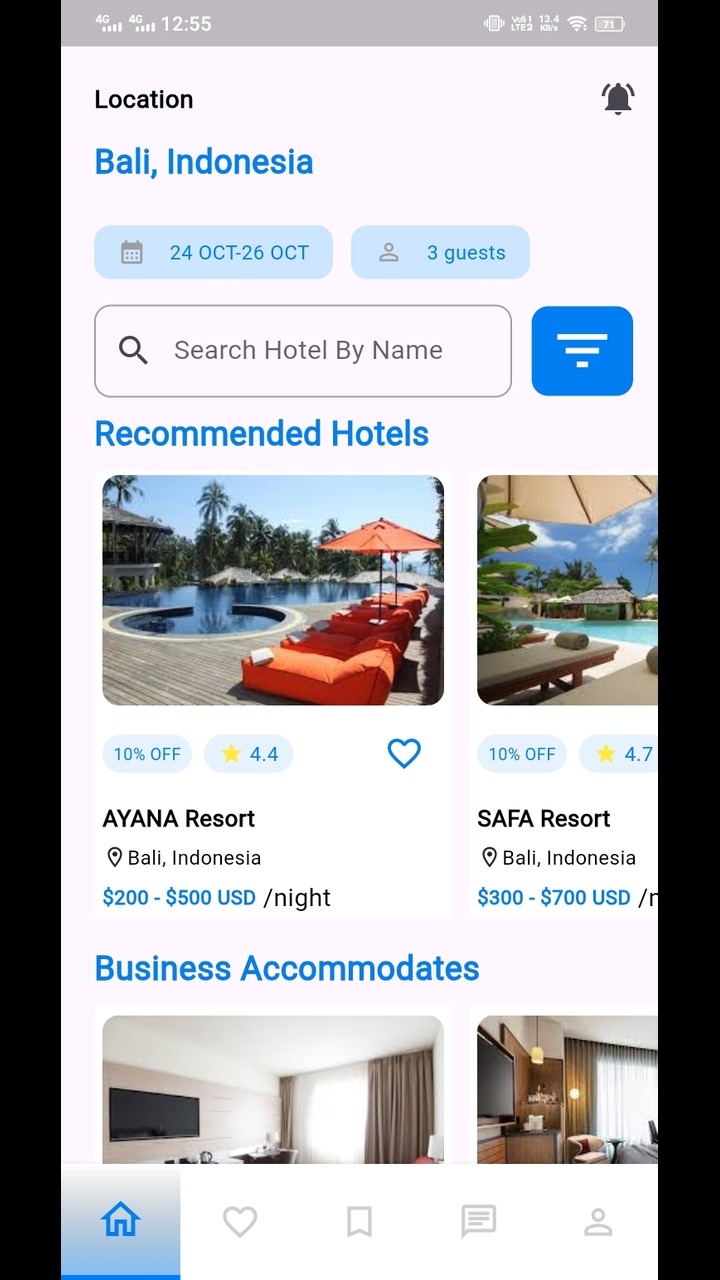 4G 4G 12:55 Vol) 1 LTE2 13.4 KB/s 71
Location
Bali, Indonesia
24 OCT-26 OCT 3 guests
Search Hotel By Name
Recommended Hotels
10% OFF 4.4 10% OFF 4.7
AYANA Resort SAFA Resort
Bali, Indonesia Bali, Indonesia
$200 - $500 USD /night $300 - $700 USD /n
Business Accommodates